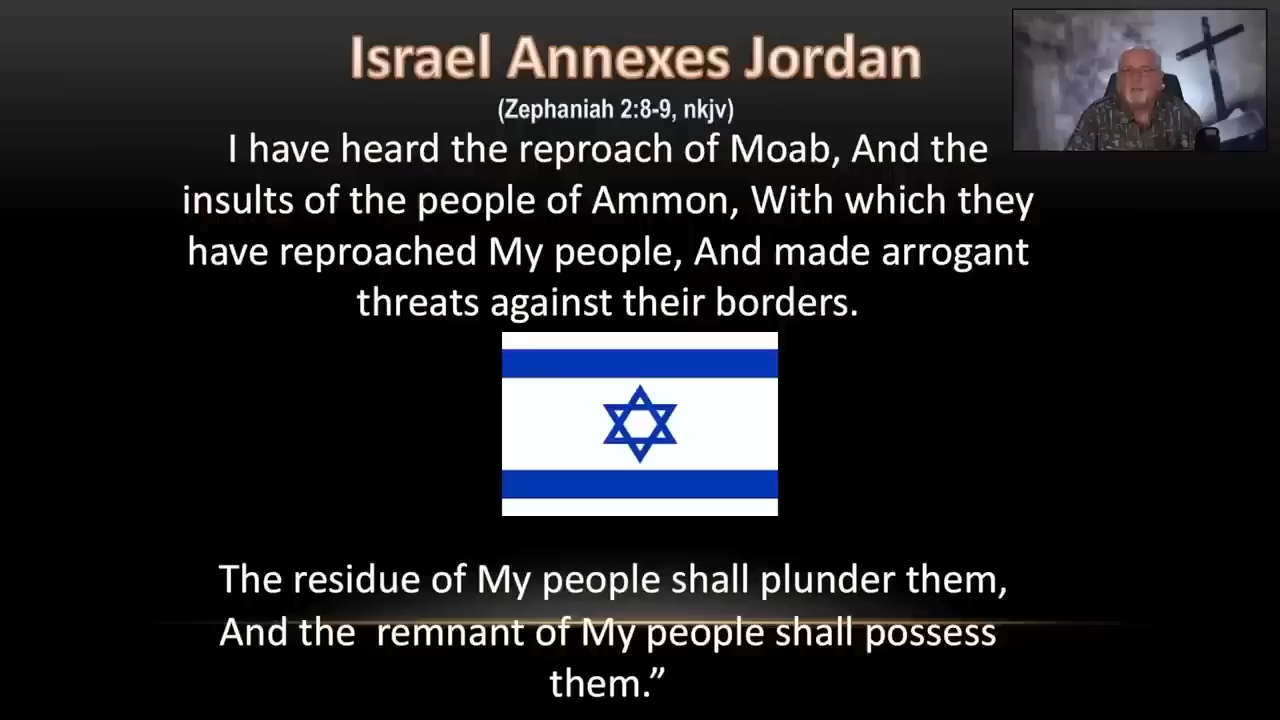 Israel Annexes Jordan
(Zephaniah 2:8-9, nkjv)
I have heard the reproach of Moab, And the
insults of the people of Ammon, With which they
have reproached My people, And made arrogant
threats against their borders.
The residue of My people shall plunder them,
And the  remnant of My people shall possess
them.”